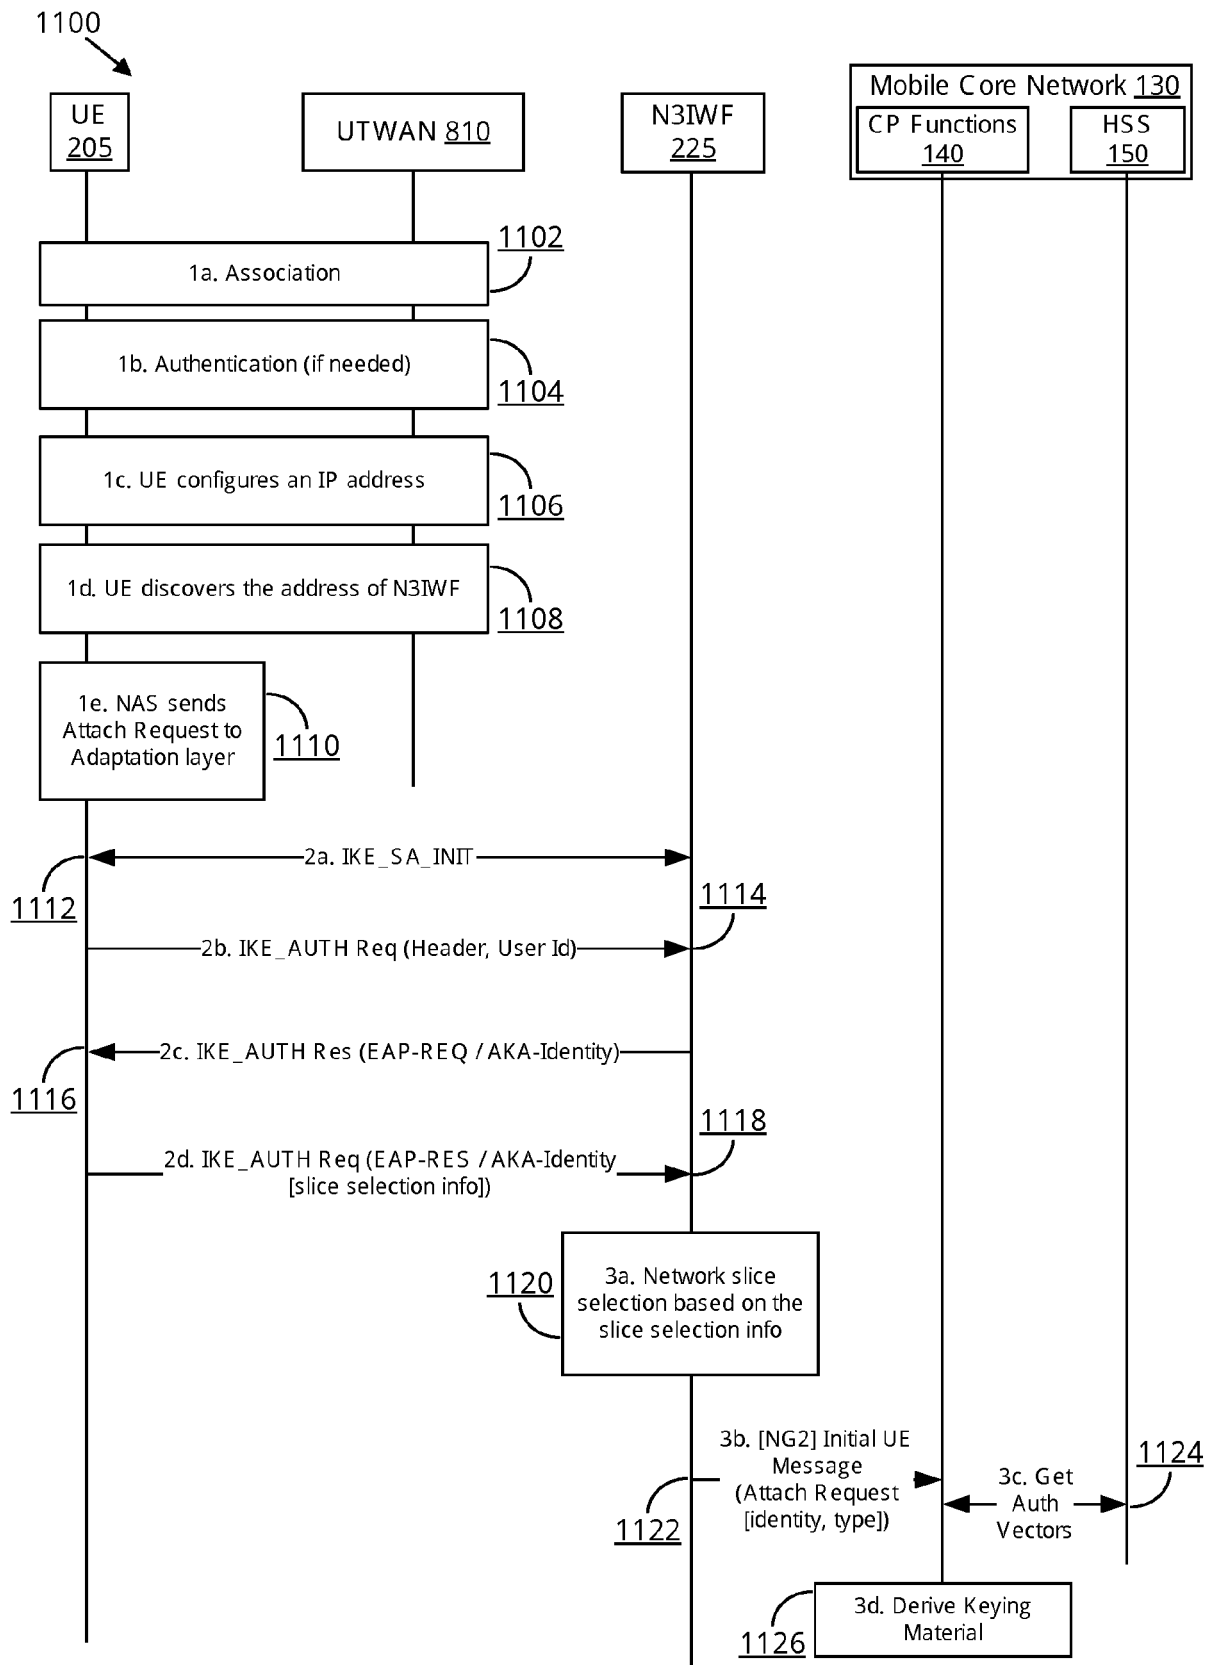 1100
UE
205
UTWAN 810
N3IWF
225
Mobile Core Network 130
CP Functions
140
HSS
150
1102
1a. Association
1b. Authentication (if needed)
1104
1c. UE configures an IP address
1106
1d. UE discovers the address of N3IWF
1108
1e. NAS sends
Attach Request to
Adaptation layer
1110
2a. IKE_SA_INIT
1112
1114
2b. IKE_AUTH Req (Header, User Id)
2c. IKE_AUTH Res (EAP-REQ / AKA-Identity)
1116
1118
2d. IKE_AUTH Req (EAP-RES / AKA-Identity
[slice selection info])
1120
3a. Network slice
selection based on the
slice selection info
3b. [NG2] Initial UE
Message
(Attach Request
[identity, type])
1122
1124
3c. Get
Auth
Vectors
3d. Derive Keying
Material
1126